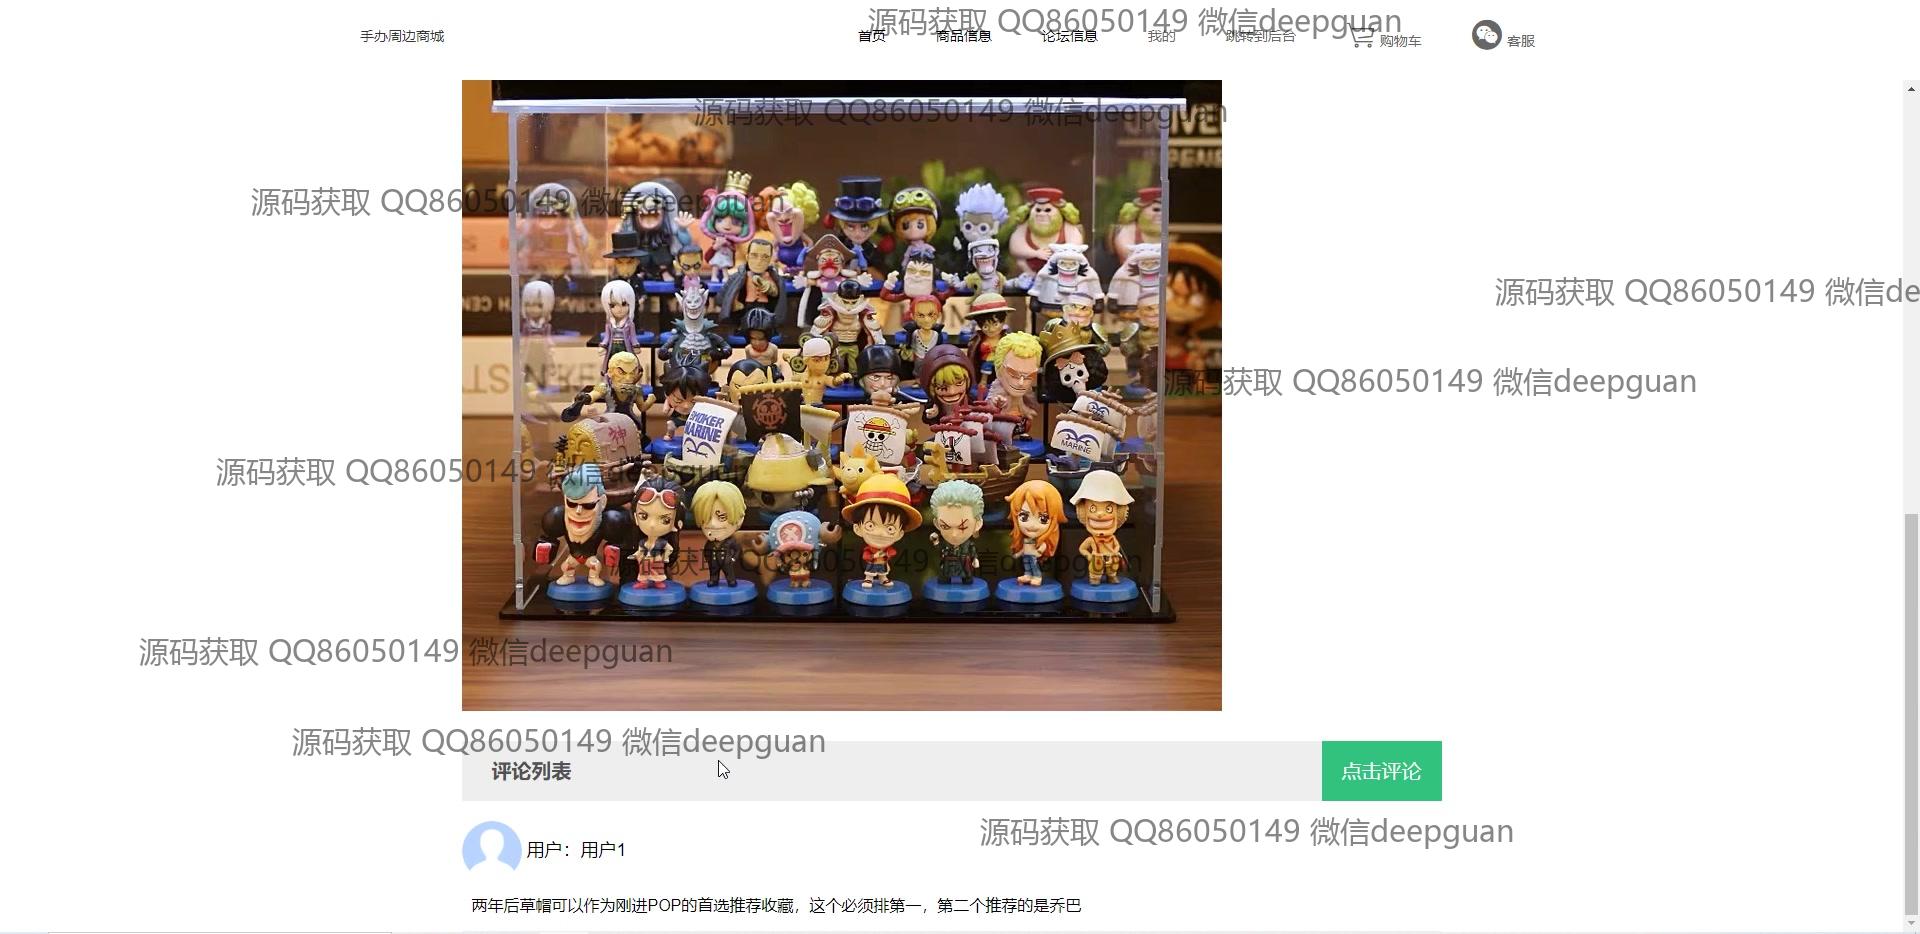 源码获取 QQ86050149 微信deepguan
手办周边商城
首页
商品信息
论坛信息
我的
跳转到后台
购物车
客服
源码获取 QQ86050149 微信deepguan
源码获取 QQ86050149 微信deepguan
源码获取 QQ86050149 微信de
源码获取 QQ86050149 微信deepguan
SMOKER
MARINE
MARINE
源码获取 QQ86050149 微信deepguan
源码获取 QQ86050149 微信deepguan
源码获取 QQ86050149 微信deepguan
源码获取 QQ86050149 微信deepguan
评论列表
点击评论
源码获取 QQ86050149 微信deepguan
用户：用户1
两年后草帽可以作为刚进POP的首选推荐收藏，这个必须排第一，第二个推荐的是乔巴